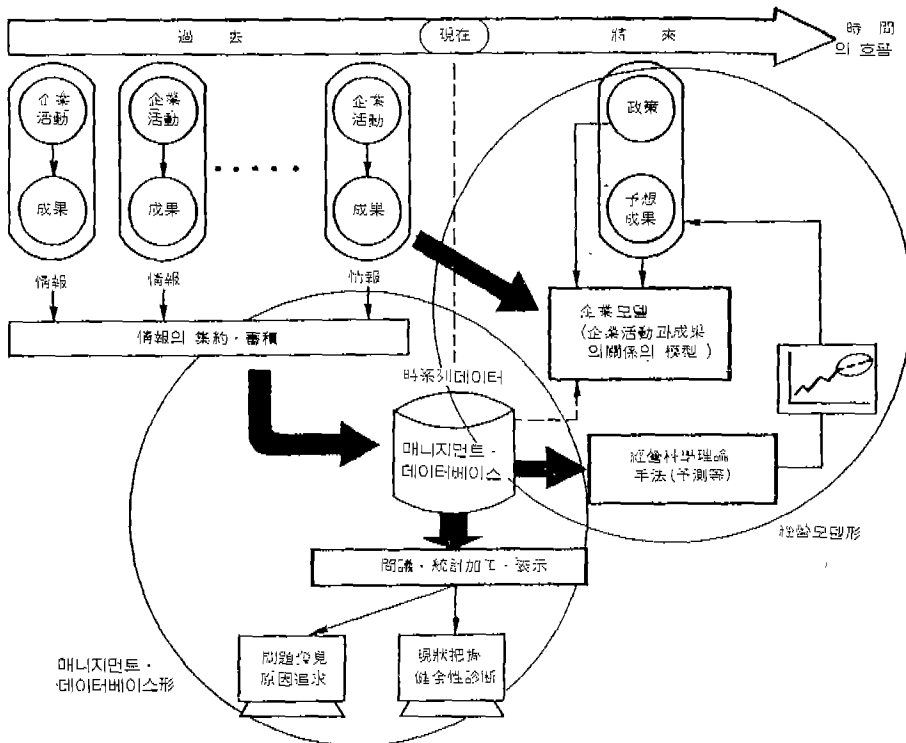 過去
現在
將來
時間
의 흐름
企業
活動
企業
活動
企業
活動
政策
成果
成果
成果
予想
成果
情報
情報
情報
情報의 集約·蓄積
企業모델
(企業活動과成果
의關係의 模型)
時系列데이터
매니지먼트·
데이터베이스
經營科學理論
手法(予測等)
經營모델形
統計加工·表示
매니지먼트·
데이터베이스形
問題發見
原因追求
現狀把握
健全性診斷